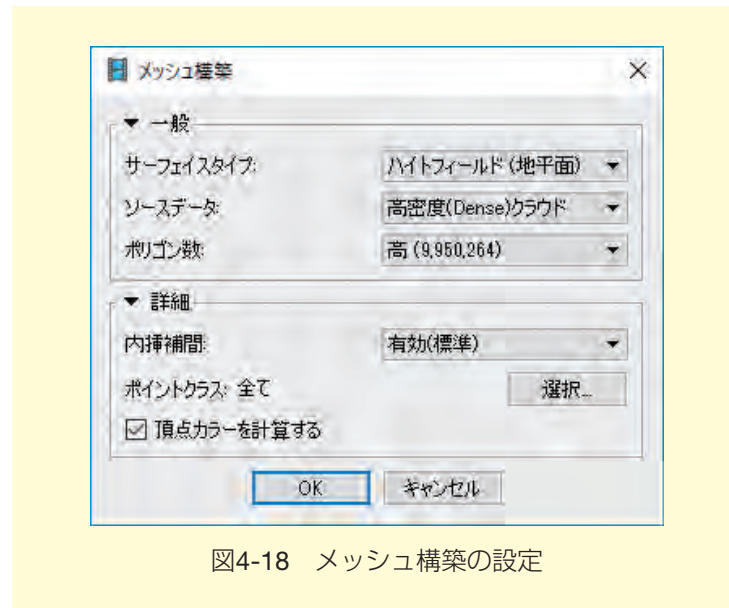 メッシュ構築
▼ 一般
サーフェイスタイプ: ハイトフィールド (地平面)
ソースデータ: 高密度(Dense)クラウド
ポリゴン数: 高 (9,950,264)
▼ 詳細
内挿補間: 有効(標準)
ポイントクラス: 全て 選択...
頂点カラーを計算する
OK キャンセル
図4-18 メッシュ構築の設定